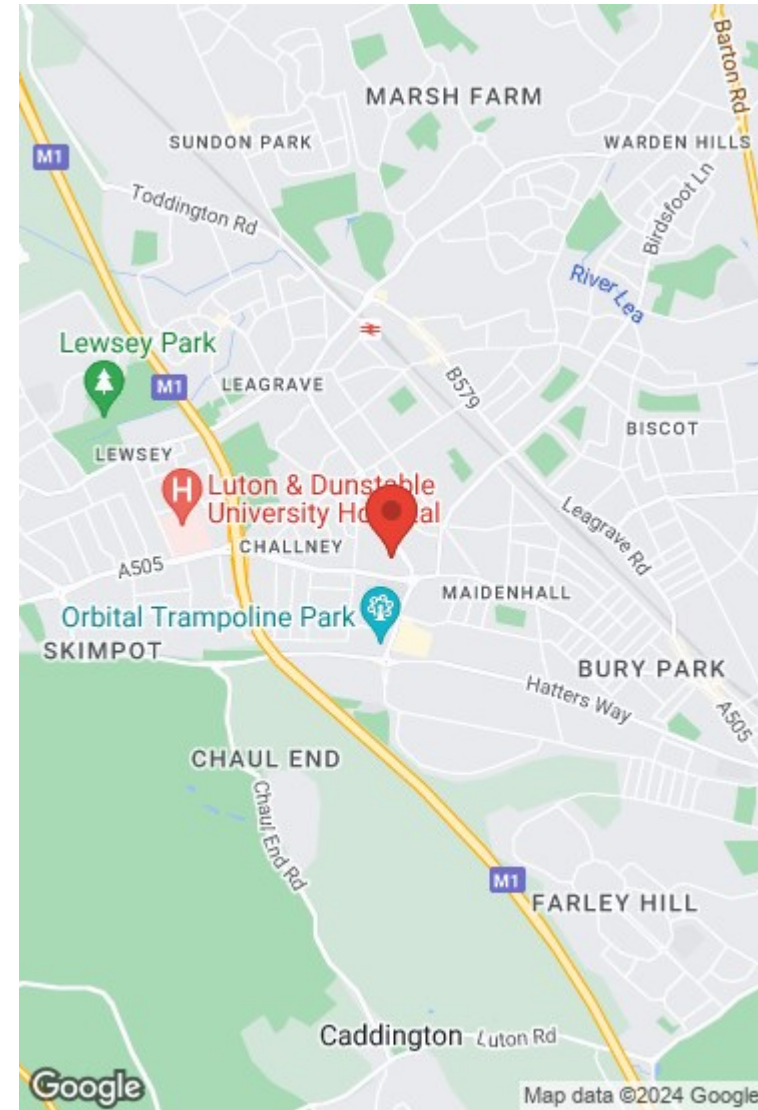 Barton Rd
MARSH FARM
SUNDON PARK
WARDEN HILLS
M1
Birdsfoot Ln
Toddington Rd
River Lea
Lewsey Park
M1
LEAGRAVE
B579
BISCOT
LEWSEY
H
Luton & Dunstable
University Ho
al
Leagrave Rd
CHALLNEY
A505
MAIDENHALL
Orbital Trampoline Park
SKIMPOT
BURY PARK
Hatters Way
A505
CHAUL END
Chaul End Rd
M1
FARLEY HILL
Caddington
Luton Rd
Google
Map data ©2024 Google